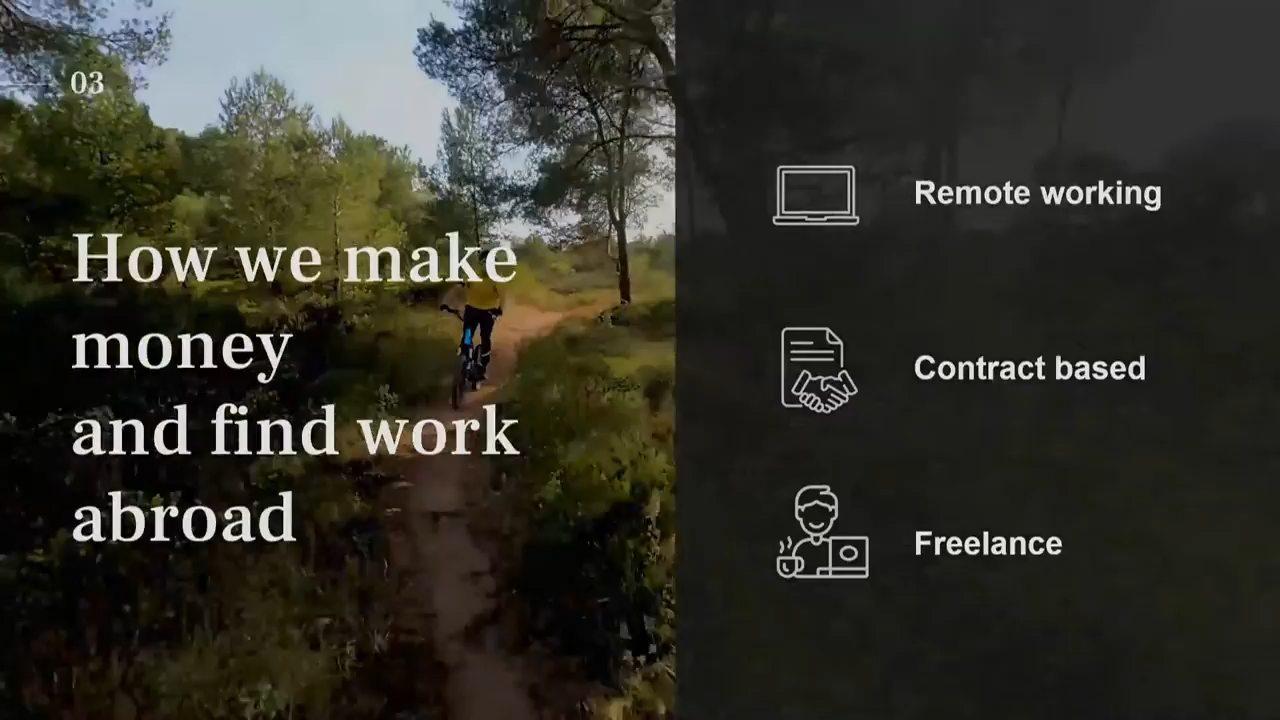 03
How we make
money
and find work
abroad
Remote working
Contract based
Freelance